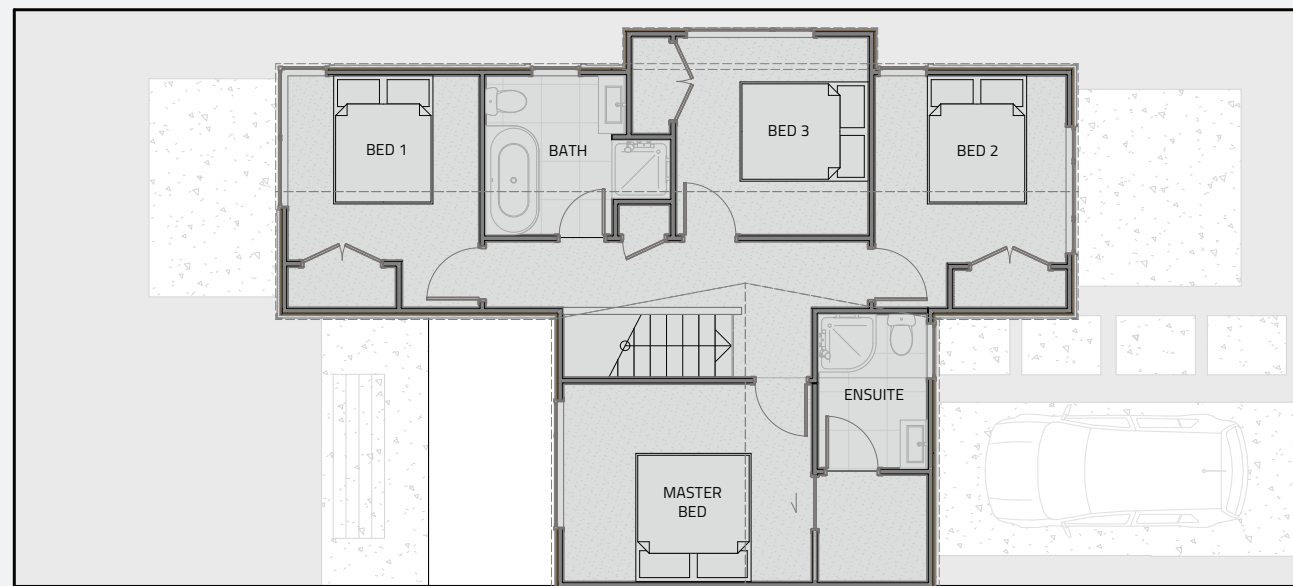 BED 1
BATH
BED 3
BED 2
ENSUITE
MASTER
BED